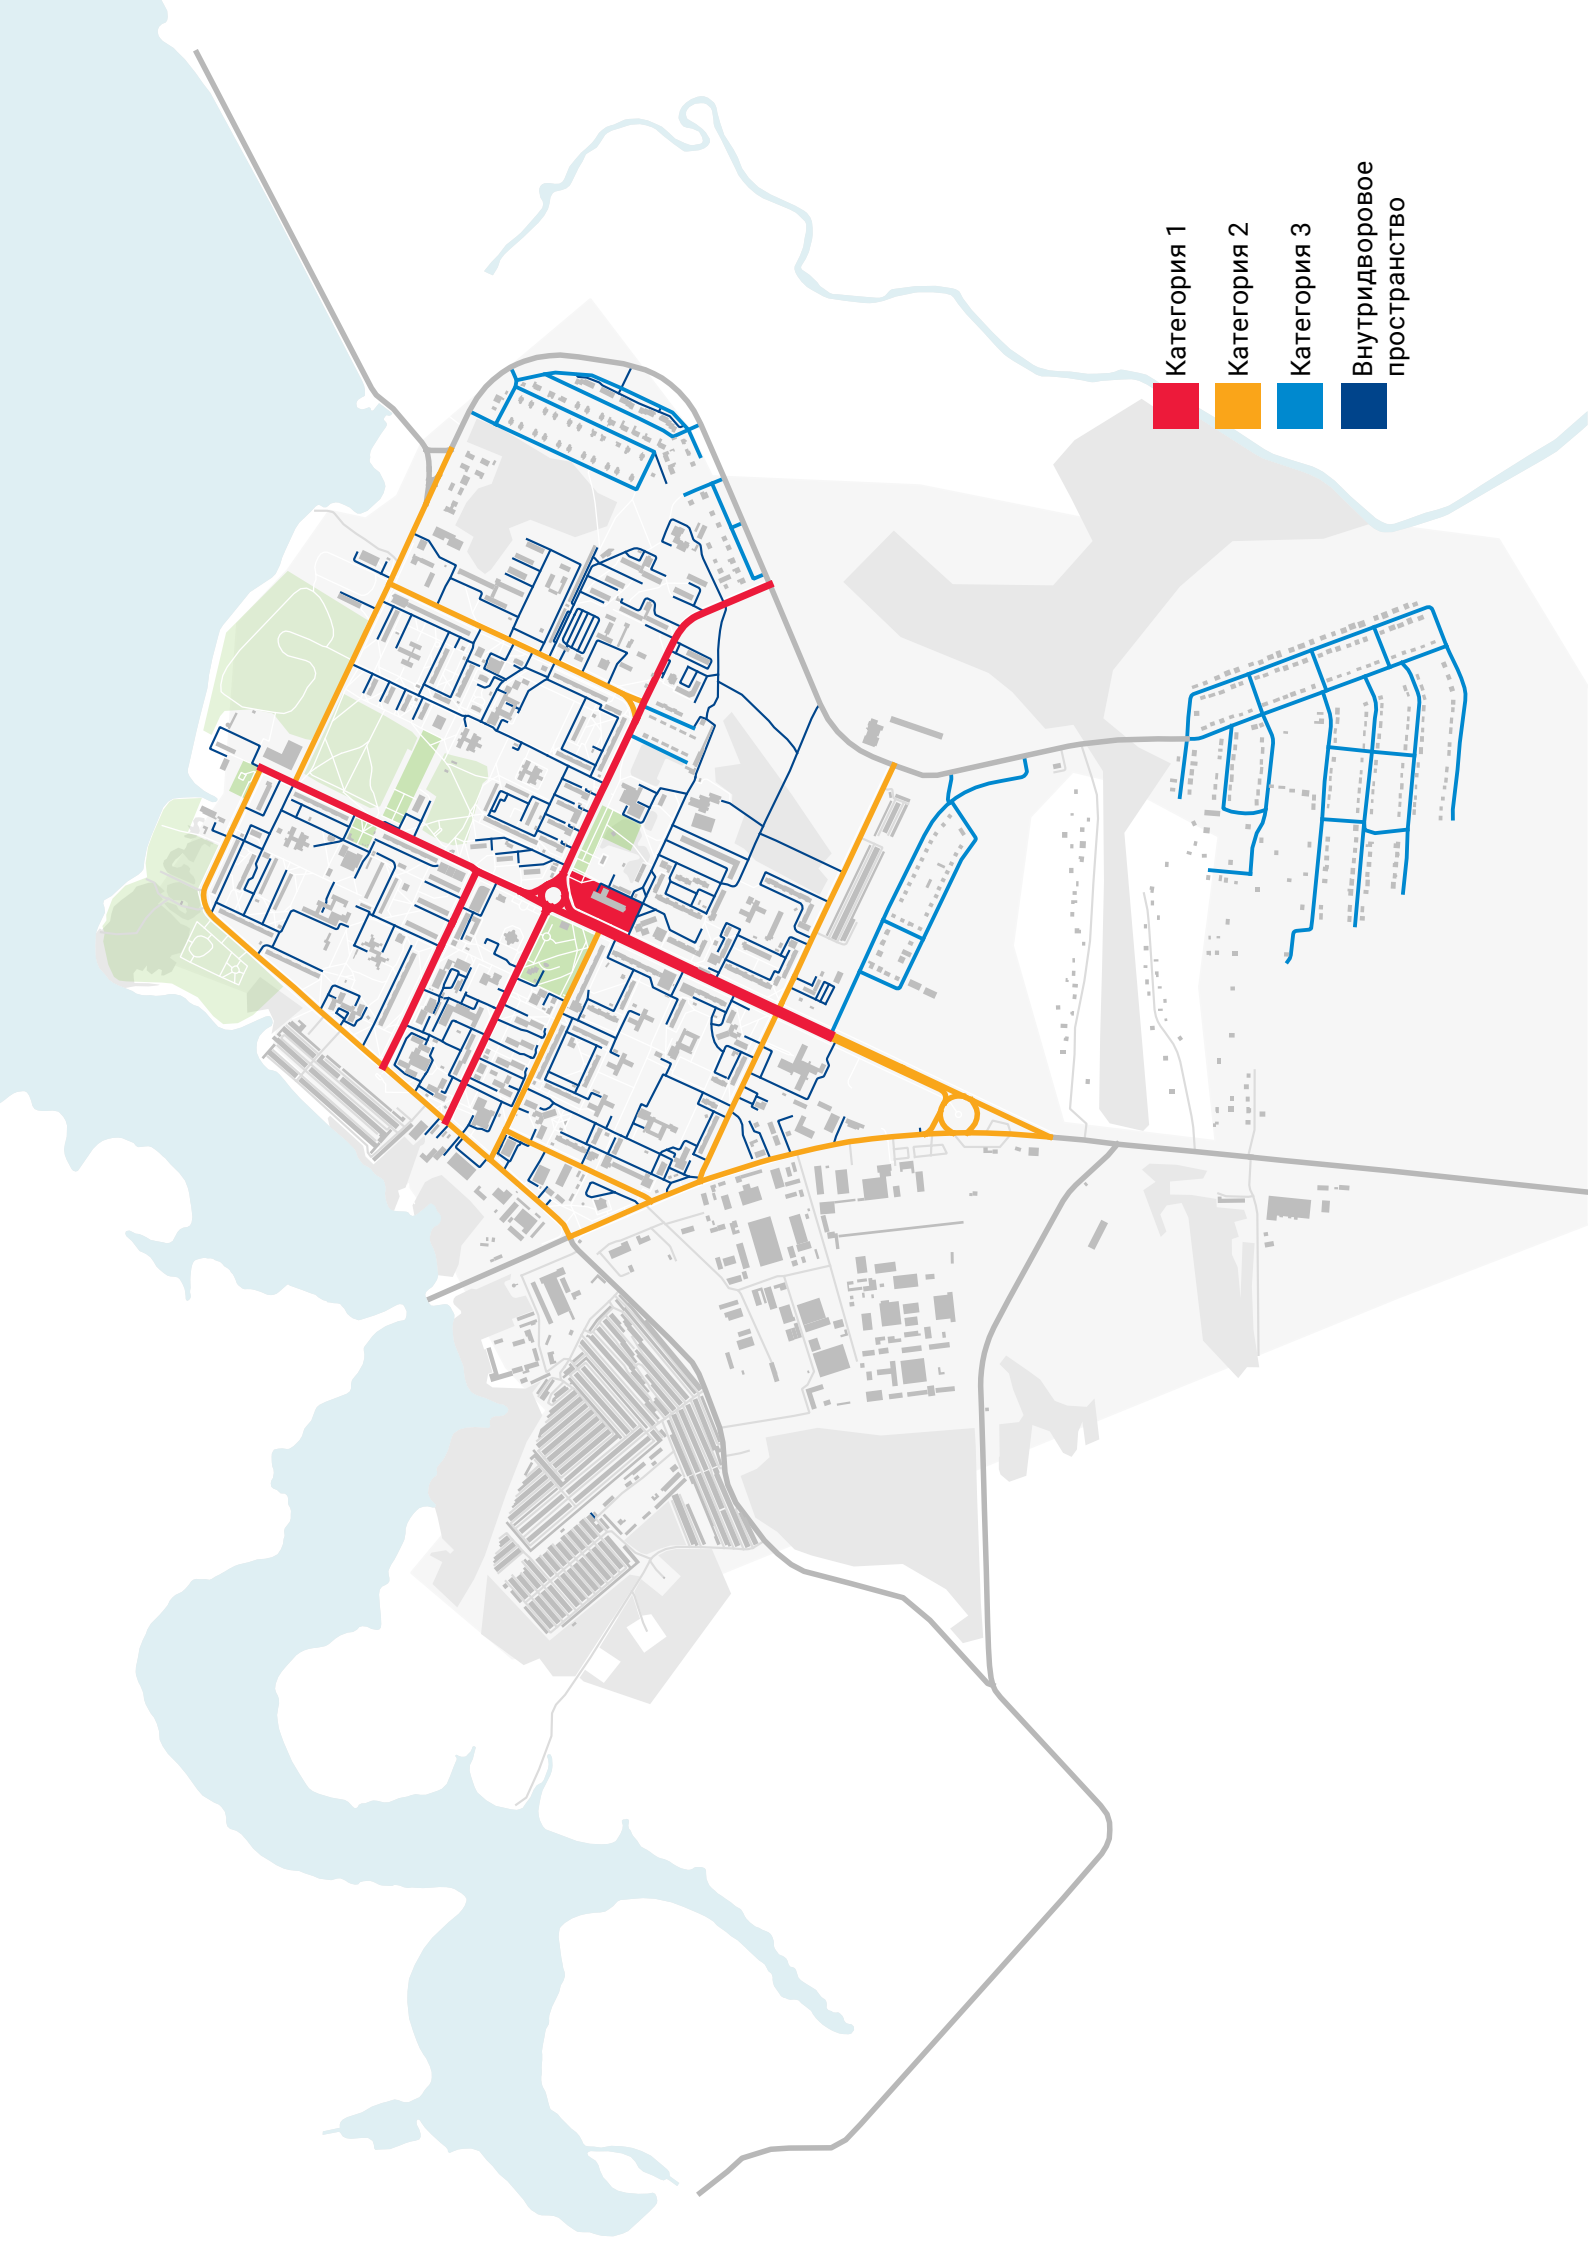 Категория 1
Категория 2
Категория 3
Внутридворовое
пространство